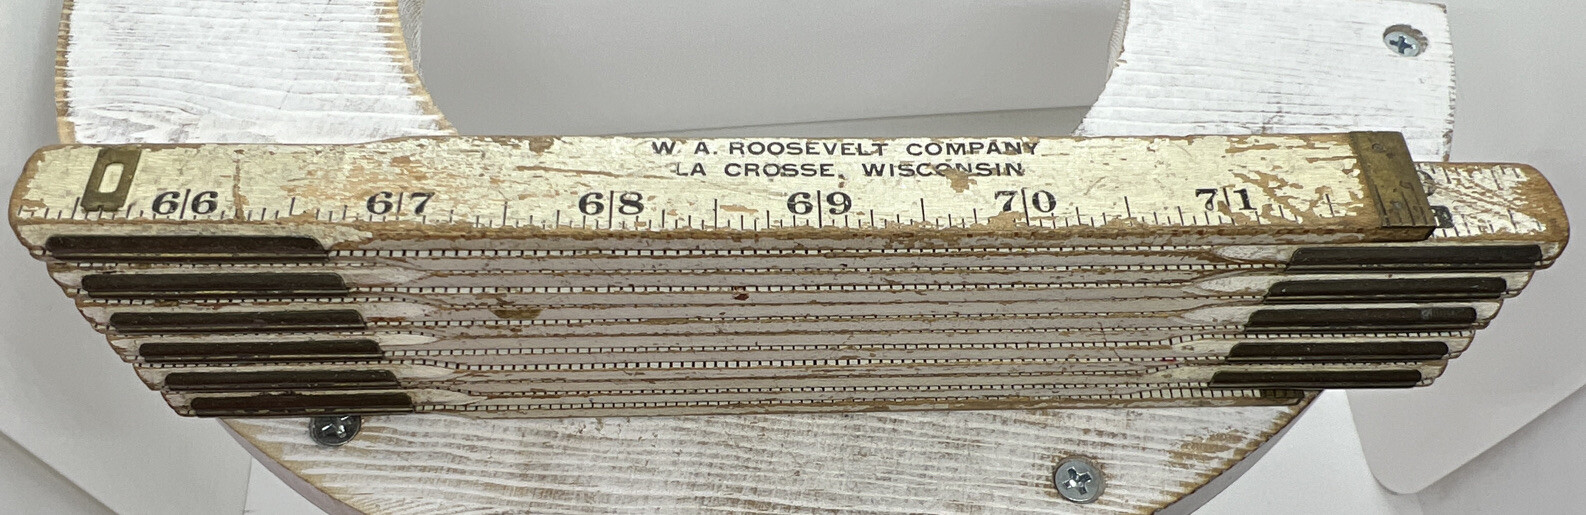 W. A. ROOSEVELT COMPANY
LA CROSSE, WISCONSIN
66 67 68 69 70 71